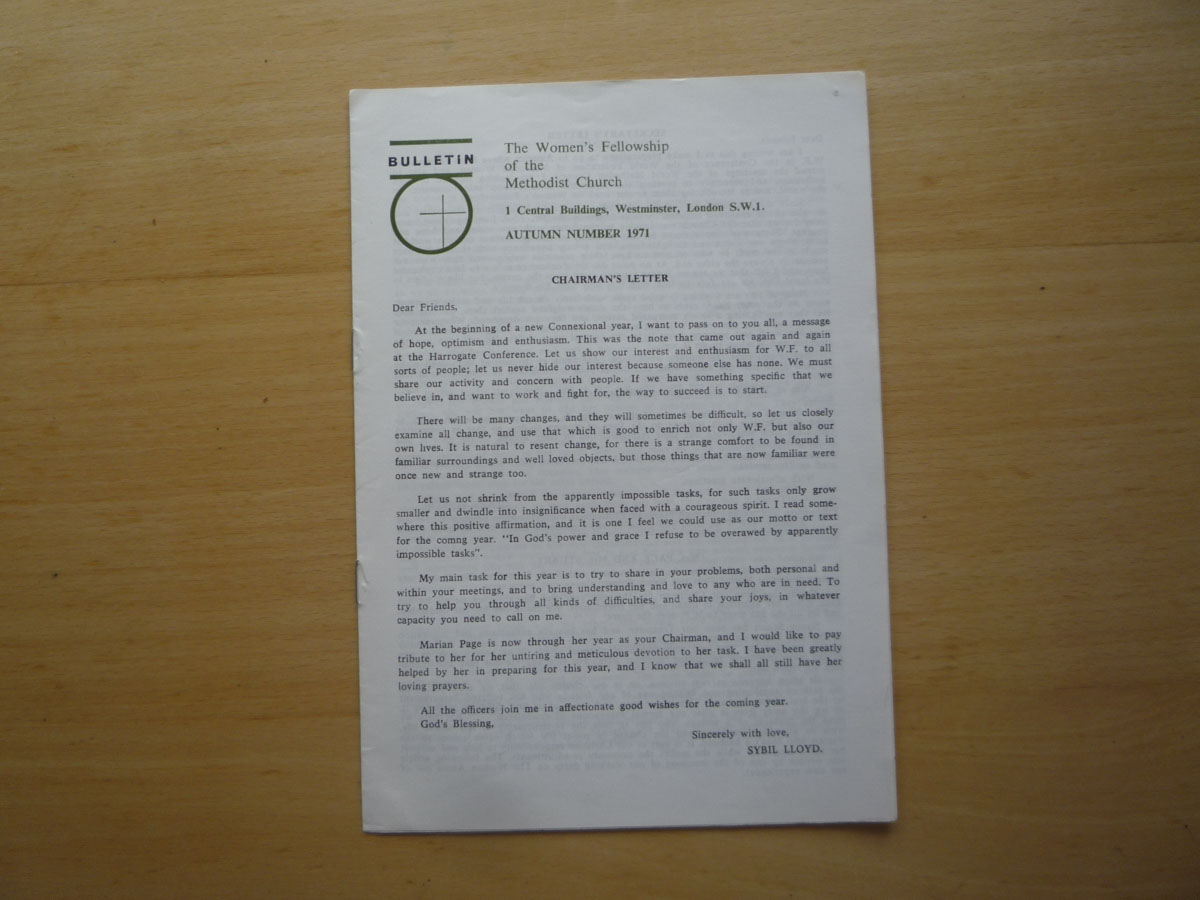 BULLETIN
The Women's Fellowship
of the
Methodist Church
1 Central Buildings, Westminster, London S.W.1.
AUTUMN NUMBER 1971
CHAIRMAN'S LETTER
Dear Friends,
At the beginning of a new Connexional year, I want to pass on to you all, a message
of hope, optimism and enthusiasm. This was the note that came out again and again
at the Harrogate Conference. Let us show our interest and enthusiasm for W.F. to all
sorts of people; let us never hide our interest because someone else has none. We must
share our activity and concern with people. If we have something specific that we
believe in, and want to work and fight for, the way to succeed is to start.
There will be many changes, and they will sometimes be difficult, so let us closely
examine all change, and use that which is good to enrich not only W.F. but also our
own lives. It is natural to resent change, for there is a strange comfort to be found in
familiar surroundings and well loved objects, but those things that are now familiar were
once new and strange too.
Let us not shrink from the apparently impossible tasks, for such tasks only grow
smaller and dwindle into insignificance when faced with a courageous spirit. I read some-
where this positive affirmation, and it is one I feel we could use as our motto or text
for the comng year. "In God's power and grace I refuse to be overawed by apparently
impossible tasks".
My main task for this year is to try to share in your problems, both personal and
within your meetings, and to bring understanding and love to any who are in need. To
try to help you through all kinds of difficulties, and share your joys, in whatever
capacity you need to call on me.
Marian Page is now through her year as your Chairman, and I would like to pay
tribute to her for her untiring and meticulous devotion to her task. I have been greatly
helped by her in preparing for this year, and I know that we shall all still have her
loving prayers.
All the officers join me in affectionate good wishes for the coming year.
God's Blessing,
Sincerely with love,
SYBIL LLOYD.